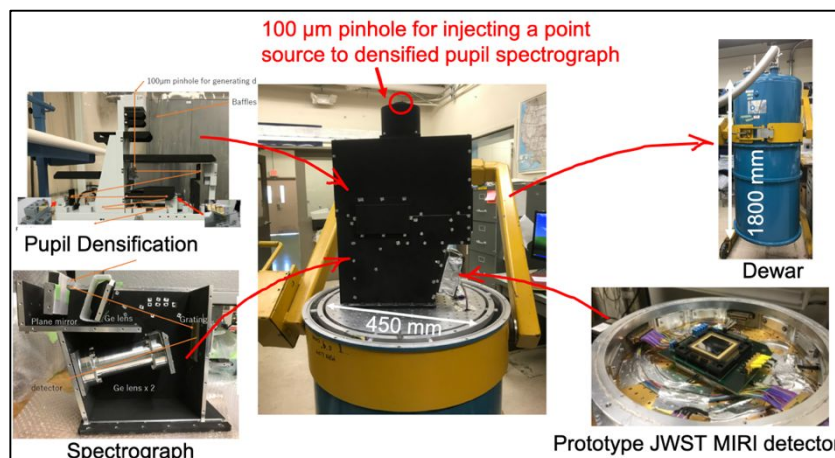 100 µm pinhole for injecting a point
source to densified pupil spectrograph
100µm pinhole for generating d
Baffles
Pupil Densification
Plane mirror
Ge lens
Grating
detector
Ge lens x 2
Spectrograph
450 mm
1800 mm
Dewar
Prototype JWST MIRI detector